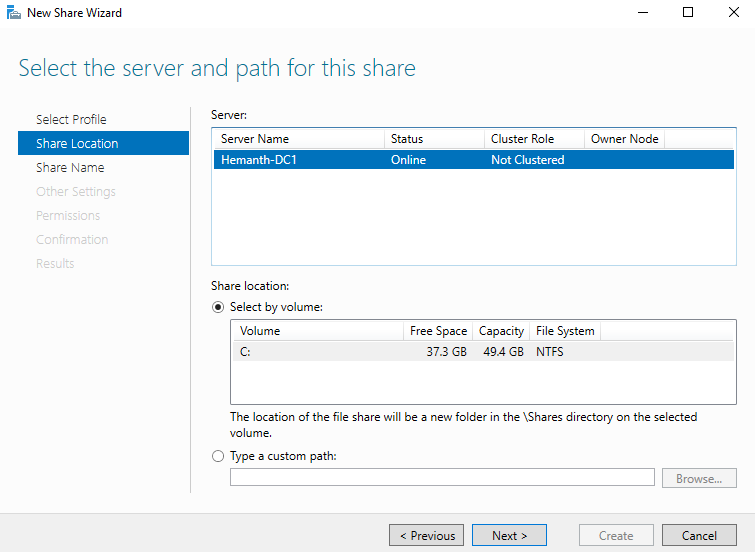 New Share Wizard
Select the server and path for this share
Select Profile
Share Location
Share Name
Other Settings
Permissions
Confirmation
Results
Server:
Server Name Status Cluster Role Owner Node
Hemanth-DC1 Online Not Clustered
Share location:
Select by volume:
Volume Free Space Capacity File System
C: 37.3 GB 49.4 GB NTFS
The location of the file share will be a new folder in the \Shares directory on the selected
volume.
Type a custom path:
Browse...
< Previous Next > Create Cancel